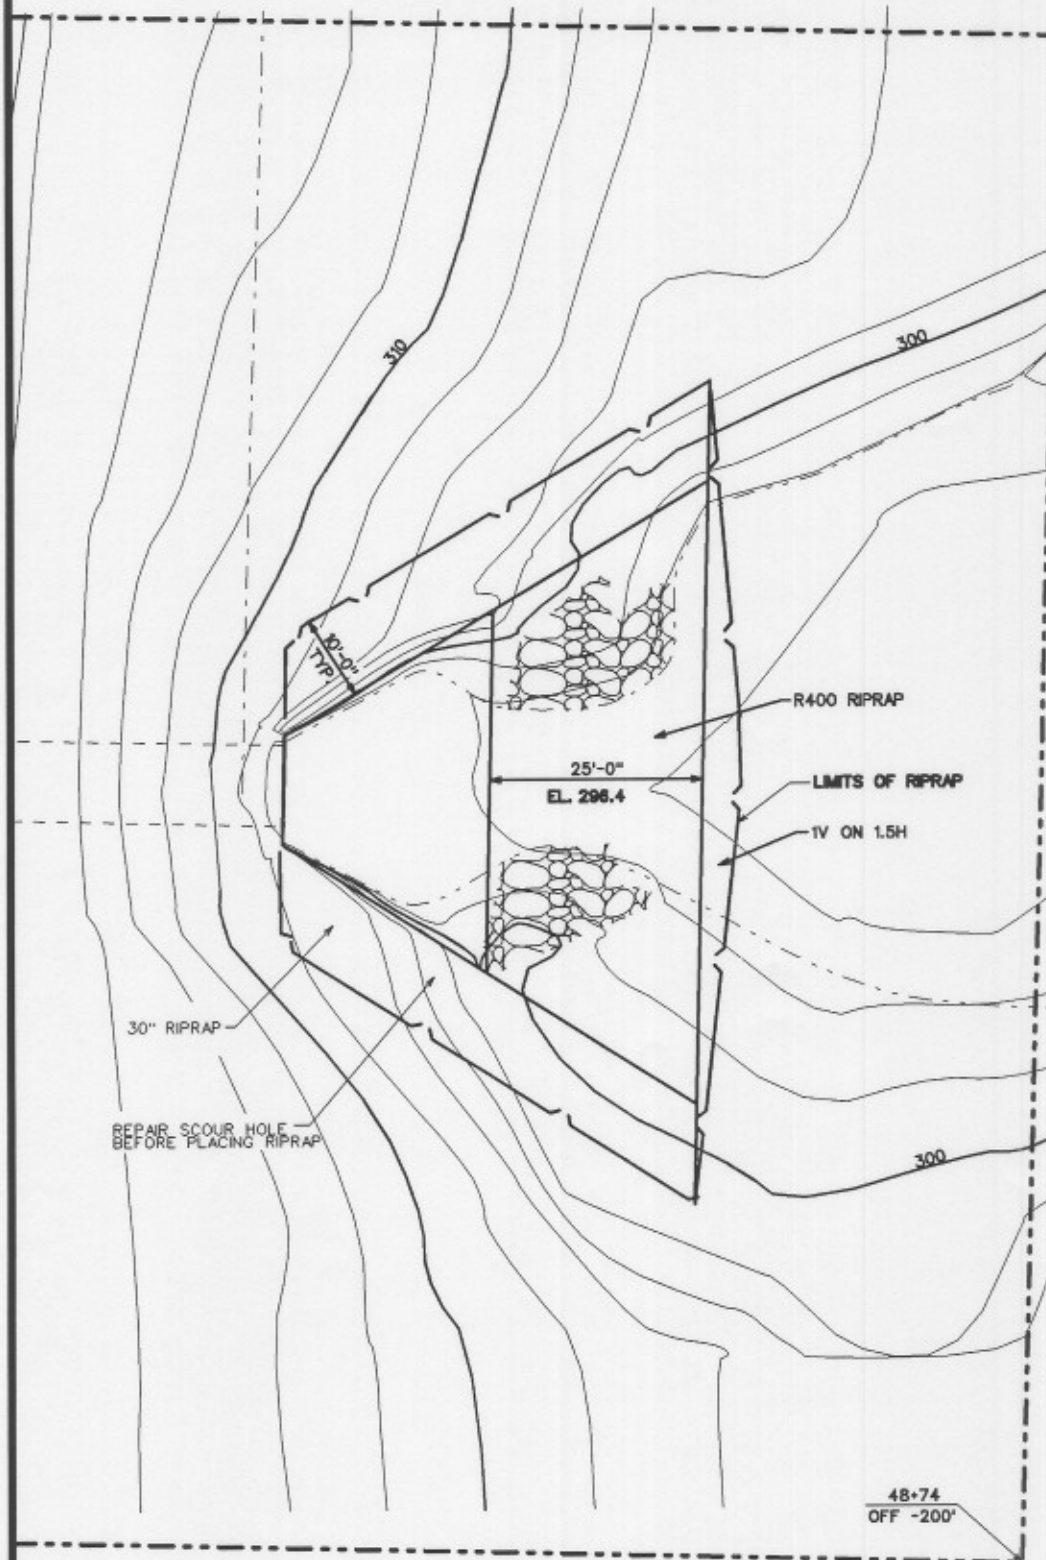 310
300
10'-0"
TYP.
R400 RIPRAP
25'-0"
EL. 296.4
LIMITS OF RIPRAP
1V ON 1.5H
30" RIPRAP
REPAIR SCOUR HOLE
BEFORE PLACING RIPRAP
300
48+74
OFF -200'